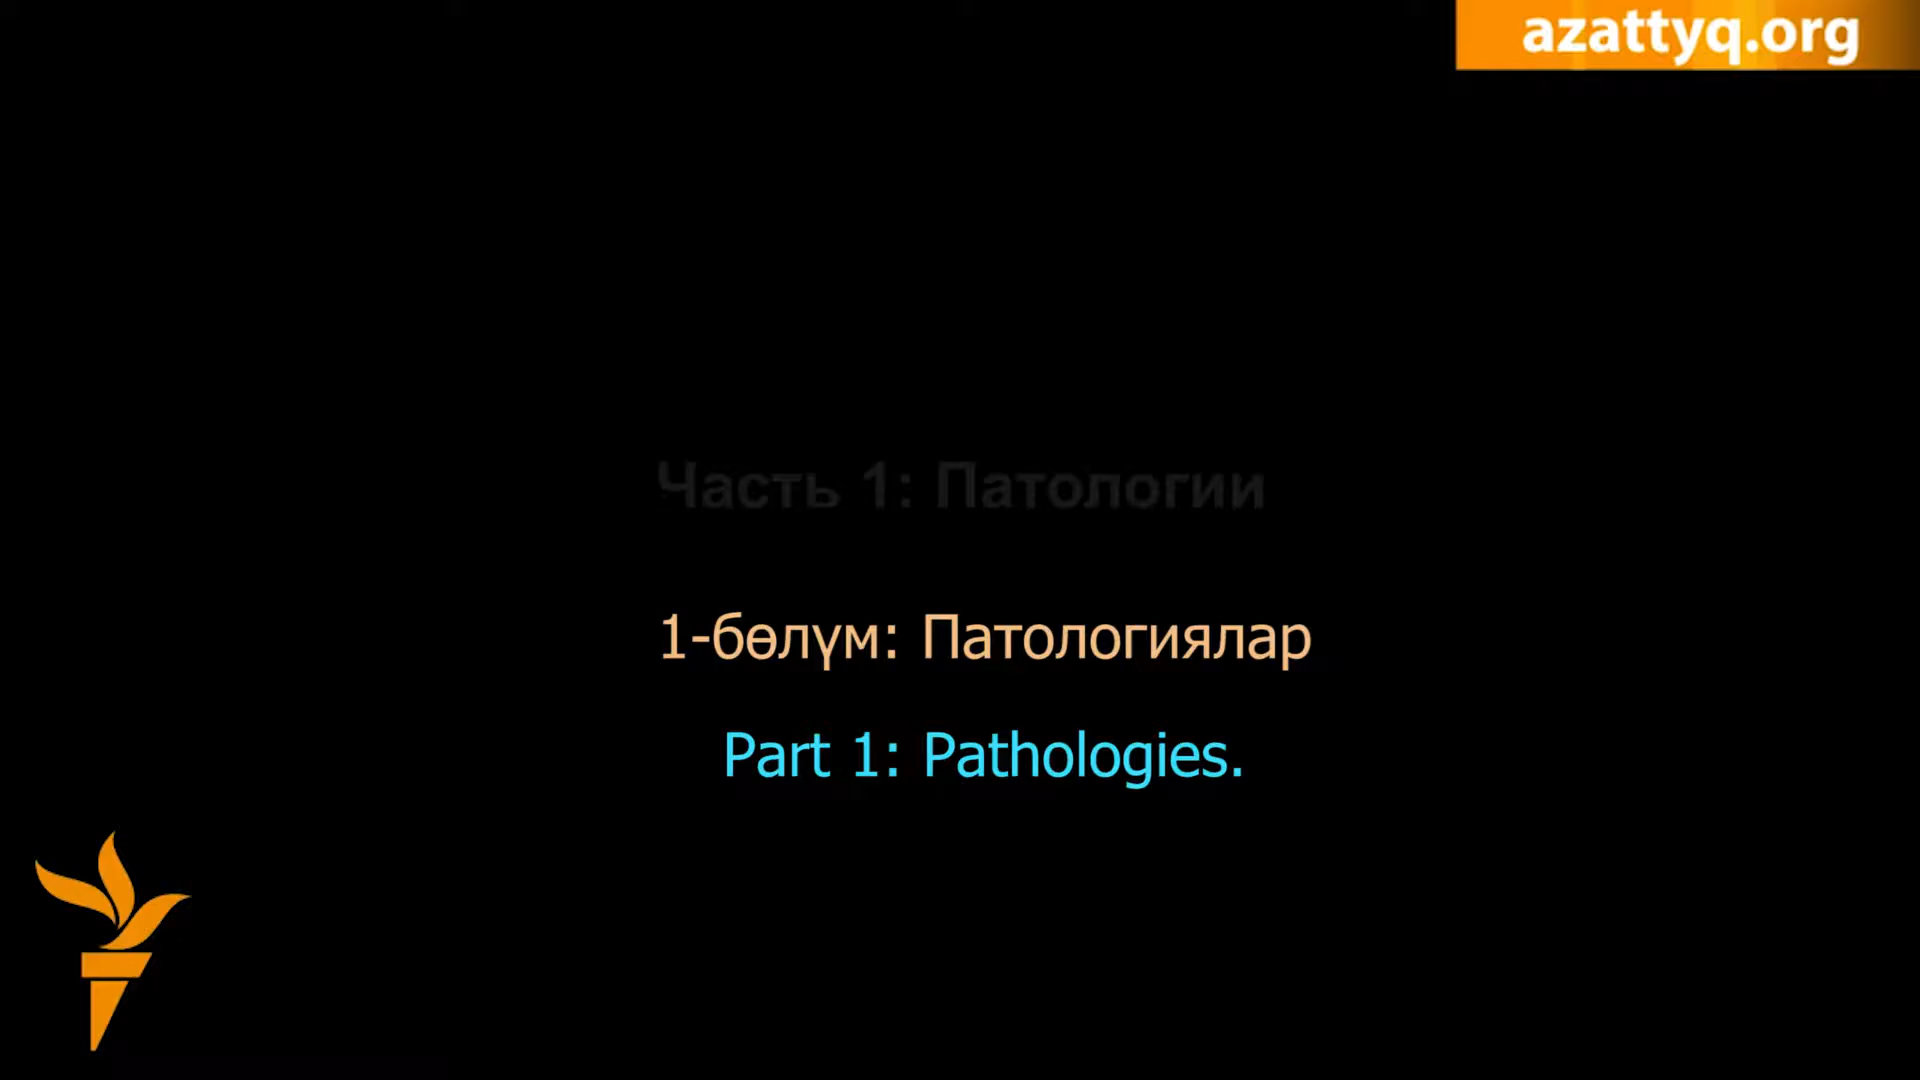 azattyq.org
Часть 1: Патологии
1-бөлүм: Патологиялар
Part 1: Pathologies.